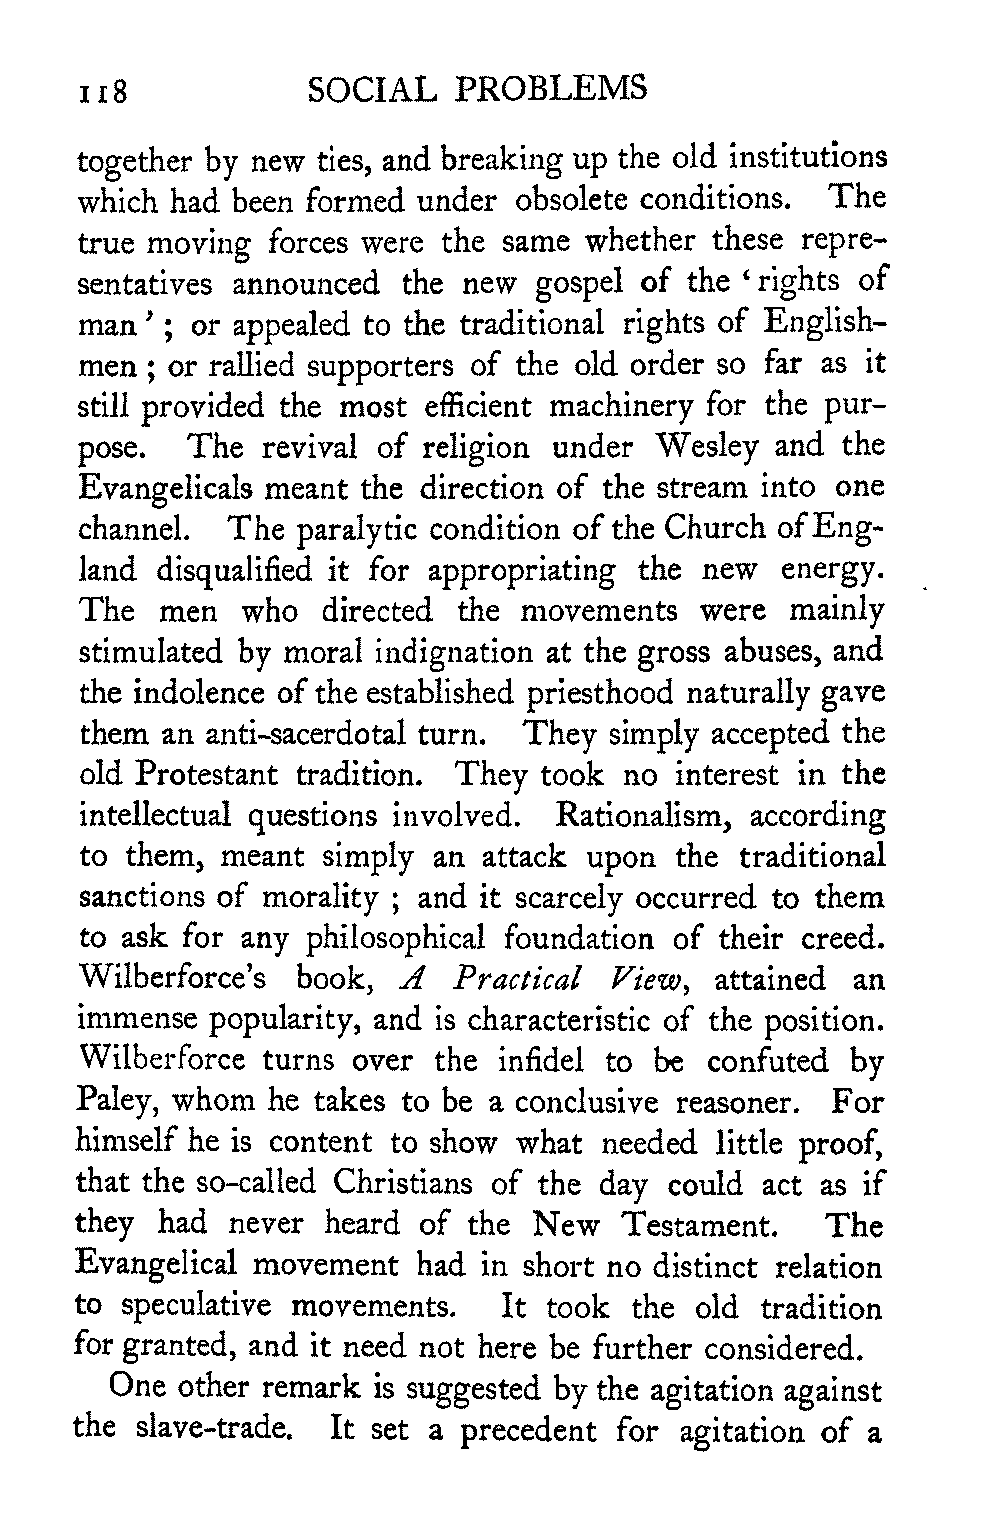 118 SOCIAL PROBLEMS
together by new ties, and breaking up the old institutions
which had been formed under obsolete conditions. The
true moving forces were the same whether these repre-
sentatives announced the new gospel of the ‘rights of
man’; or appealed to the traditional rights of English-
men; or rallied supporters of the old order so far as it
still provided the most efficient machinery for the pur-
pose. The revival of religion under Wesley and the
Evangelicals meant the direction of the stream into one
channel. The paralytic condition of the Church of Eng-
land disqualified it for appropriating the new energy.
The men who directed the movements were mainly
stimulated by moral indignation at the gross abuses, and
the indolence of the established priesthood naturally gave
them an anti-sacerdotal turn. They simply accepted the
old Protestant tradition. They took no interest in the
intellectual questions involved. Rationalism, according
to them, meant simply an attack upon the traditional
sanctions of morality; and it scarcely occurred to them
to ask for any philosophical foundation of their creed.
Wilberforce’s book, A Practical View, attained an
immense popularity, and is characteristic of the position.
Wilberforce turns over the infidel to be confuted by
Paley, whom he takes to be a conclusive reasoner. For
himself he is content to show what needed little proof,
that the so-called Christians of the day could act as if
they had never heard of the New Testament. The
Evangelical movement had in short no distinct relation
to speculative movements. It took the old tradition
for granted, and it need not here be further considered.
One other remark is suggested by the agitation against
the slave-trade. It set a precedent for agitation of a